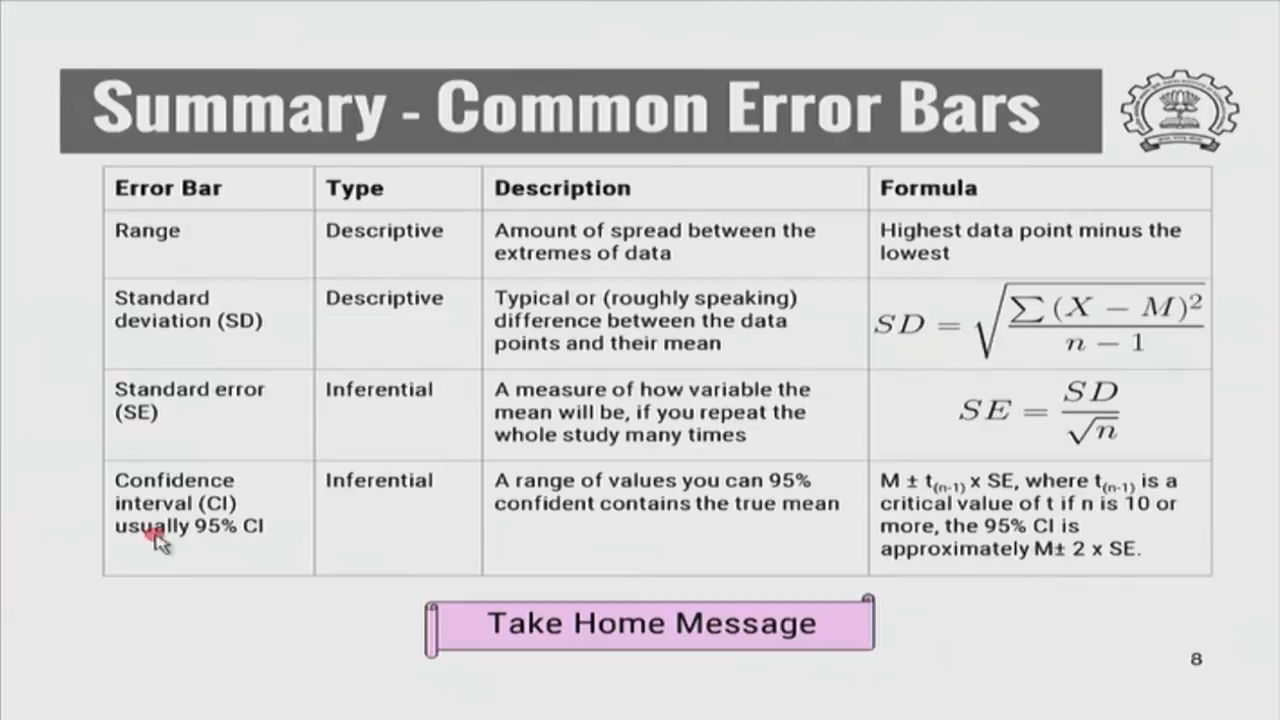 Summary - Common Error Bars
Error Bar
Type
Description
Formula
Range
Descriptive
Amount of spread between the
extremes of data
Highest data point minus the
lowest
Standard
deviation (SD)
Descriptive
Typical or (roughly speaking)
difference between the data
points and their mean
SD = √(∑ (X − M)² / (n − 1))
Standard error
(SE)
Inferential
A measure of how variable the
mean will be, if you repeat the
whole study many times
SE = SD / √n
Confidence
interval (CI)
usually 95% CI
Inferential
A range of values you can 95%
confident contains the true mean
M ± t(n-1) x SE, where t(n-1) is a
critical value of t if n is 10 or
more, the 95% CI is
approximately M± 2 x SE.
Take Home Message
8